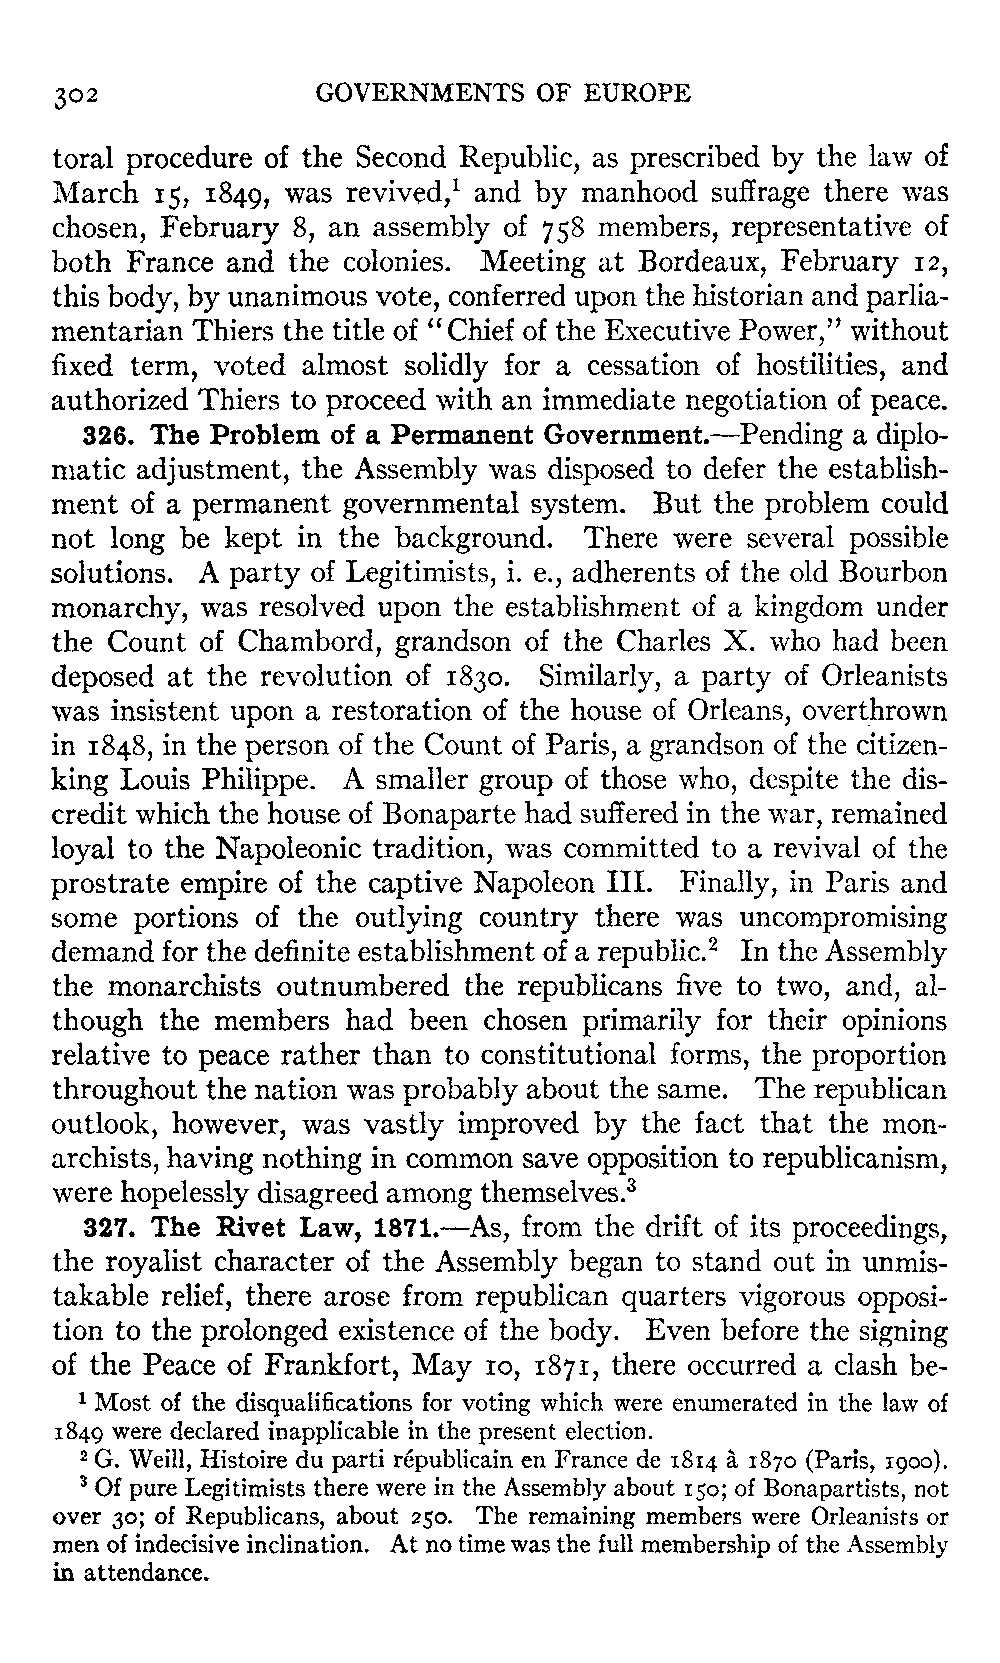 302 GOVERNMENTS OF EUROPE
toral procedure of the Second Republic, as prescribed by the law of
March 15, 1849, was revived,¹ and by manhood suffrage there was
chosen, February 8, an assembly of 758 members, representative of
both France and the colonies. Meeting at Bordeaux, February 12,
this body, by unanimous vote, conferred upon the historian and parlia-
mentarian Thiers the title of “Chief of the Executive Power,” without
fixed term, voted almost solidly for a cessation of hostilities, and
authorized Thiers to proceed with an immediate negotiation of peace.
326. The Problem of a Permanent Government.—Pending a diplo-
matic adjustment, the Assembly was disposed to defer the establish-
ment of a permanent governmental system. But the problem could
not long be kept in the background. There were several possible
solutions. A party of Legitimists, i. e., adherents of the old Bourbon
monarchy, was resolved upon the establishment of a kingdom under
the Count of Chambord, grandson of the Charles X. who had been
deposed at the revolution of 1830. Similarly, a party of Orleanists
was insistent upon a restoration of the house of Orleans, overthrown
in 1848, in the person of the Count of Paris, a grandson of the citizen-
king Louis Philippe. A smaller group of those who, despite the dis-
credit which the house of Bonaparte had suffered in the war, remained
loyal to the Napoleonic tradition, was committed to a revival of the
prostrate empire of the captive Napoleon III. Finally, in Paris and
some portions of the outlying country there was uncompromising
demand for the definite establishment of a republic.² In the Assembly
the monarchists outnumbered the republicans five to two, and, al-
though the members had been chosen primarily for their opinions
relative to peace rather than to constitutional forms, the proportion
throughout the nation was probably about the same. The republican
outlook, however, was vastly improved by the fact that the mon-
archists, having nothing in common save opposition to republicanism,
were hopelessly disagreed among themselves.³
327. The Rivet Law, 1871.—As, from the drift of its proceedings,
the royalist character of the Assembly began to stand out in unmis-
takable relief, there arose from republican quarters vigorous opposi-
tion to the prolonged existence of the body. Even before the signing
of the Peace of Frankfort, May 10, 1871, there occurred a clash be-
¹ Most of the disqualifications for voting which were enumerated in the law of
1849 were declared inapplicable in the present election.
² G. Weill, Histoire du parti républicain en France de 1814 à 1870 (Paris, 1900).
³ Of pure Legitimists there were in the Assembly about 150; of Bonapartists, not
over 30; of Republicans, about 250. The remaining members were Orleanists or
men of indecisive inclination. At no time was the full membership of the Assembly
in attendance.